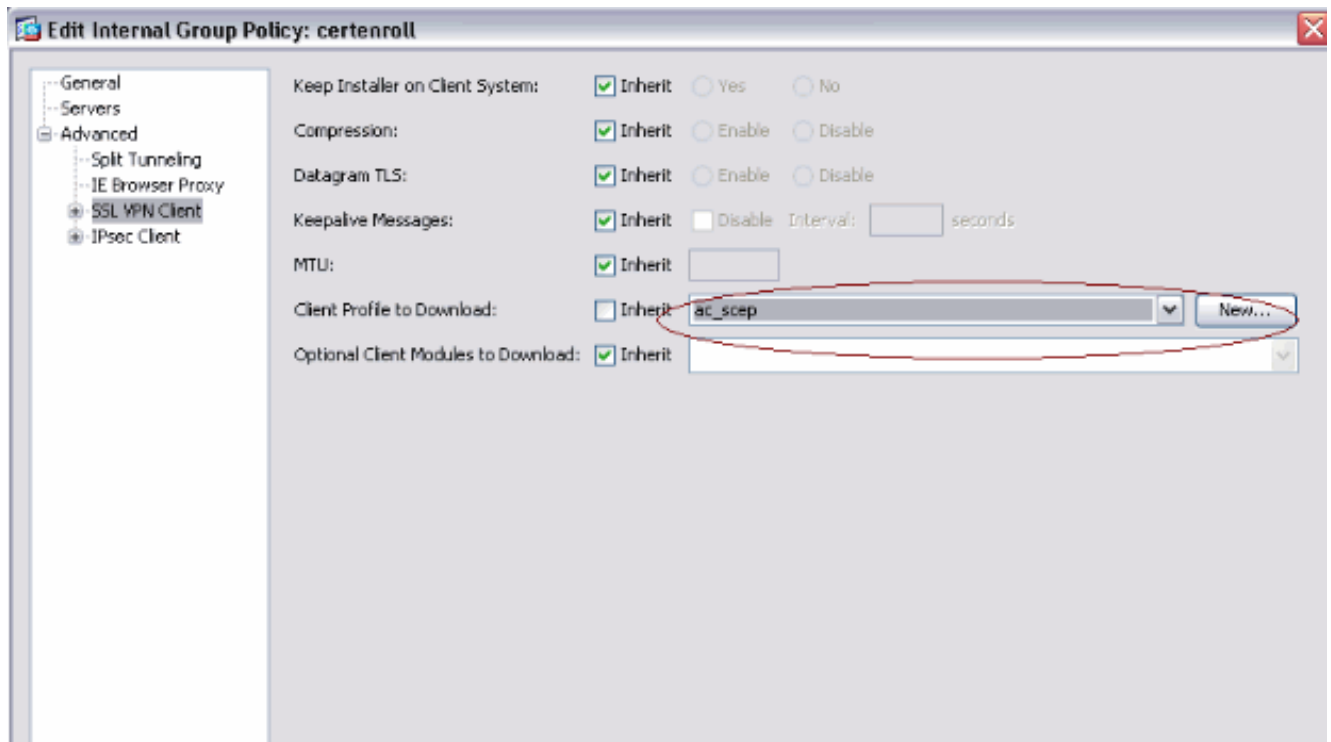 Edit Internal Group Policy: certenroll
General
Servers
Advanced
Split Tunneling
IE Browser Proxy
SSL VPN Client
IPsec Client
Keep Installer on Client System: Inherit Yes No
Compression: Inherit Enable Disable
Datagram TLS: Inherit Enable Disable
Keepalive Messages: Inherit Disable Interval: seconds
MTU: Inherit
Client Profile to Download: Inherit ac_scep New...
Optional Client Modules to Download: Inherit